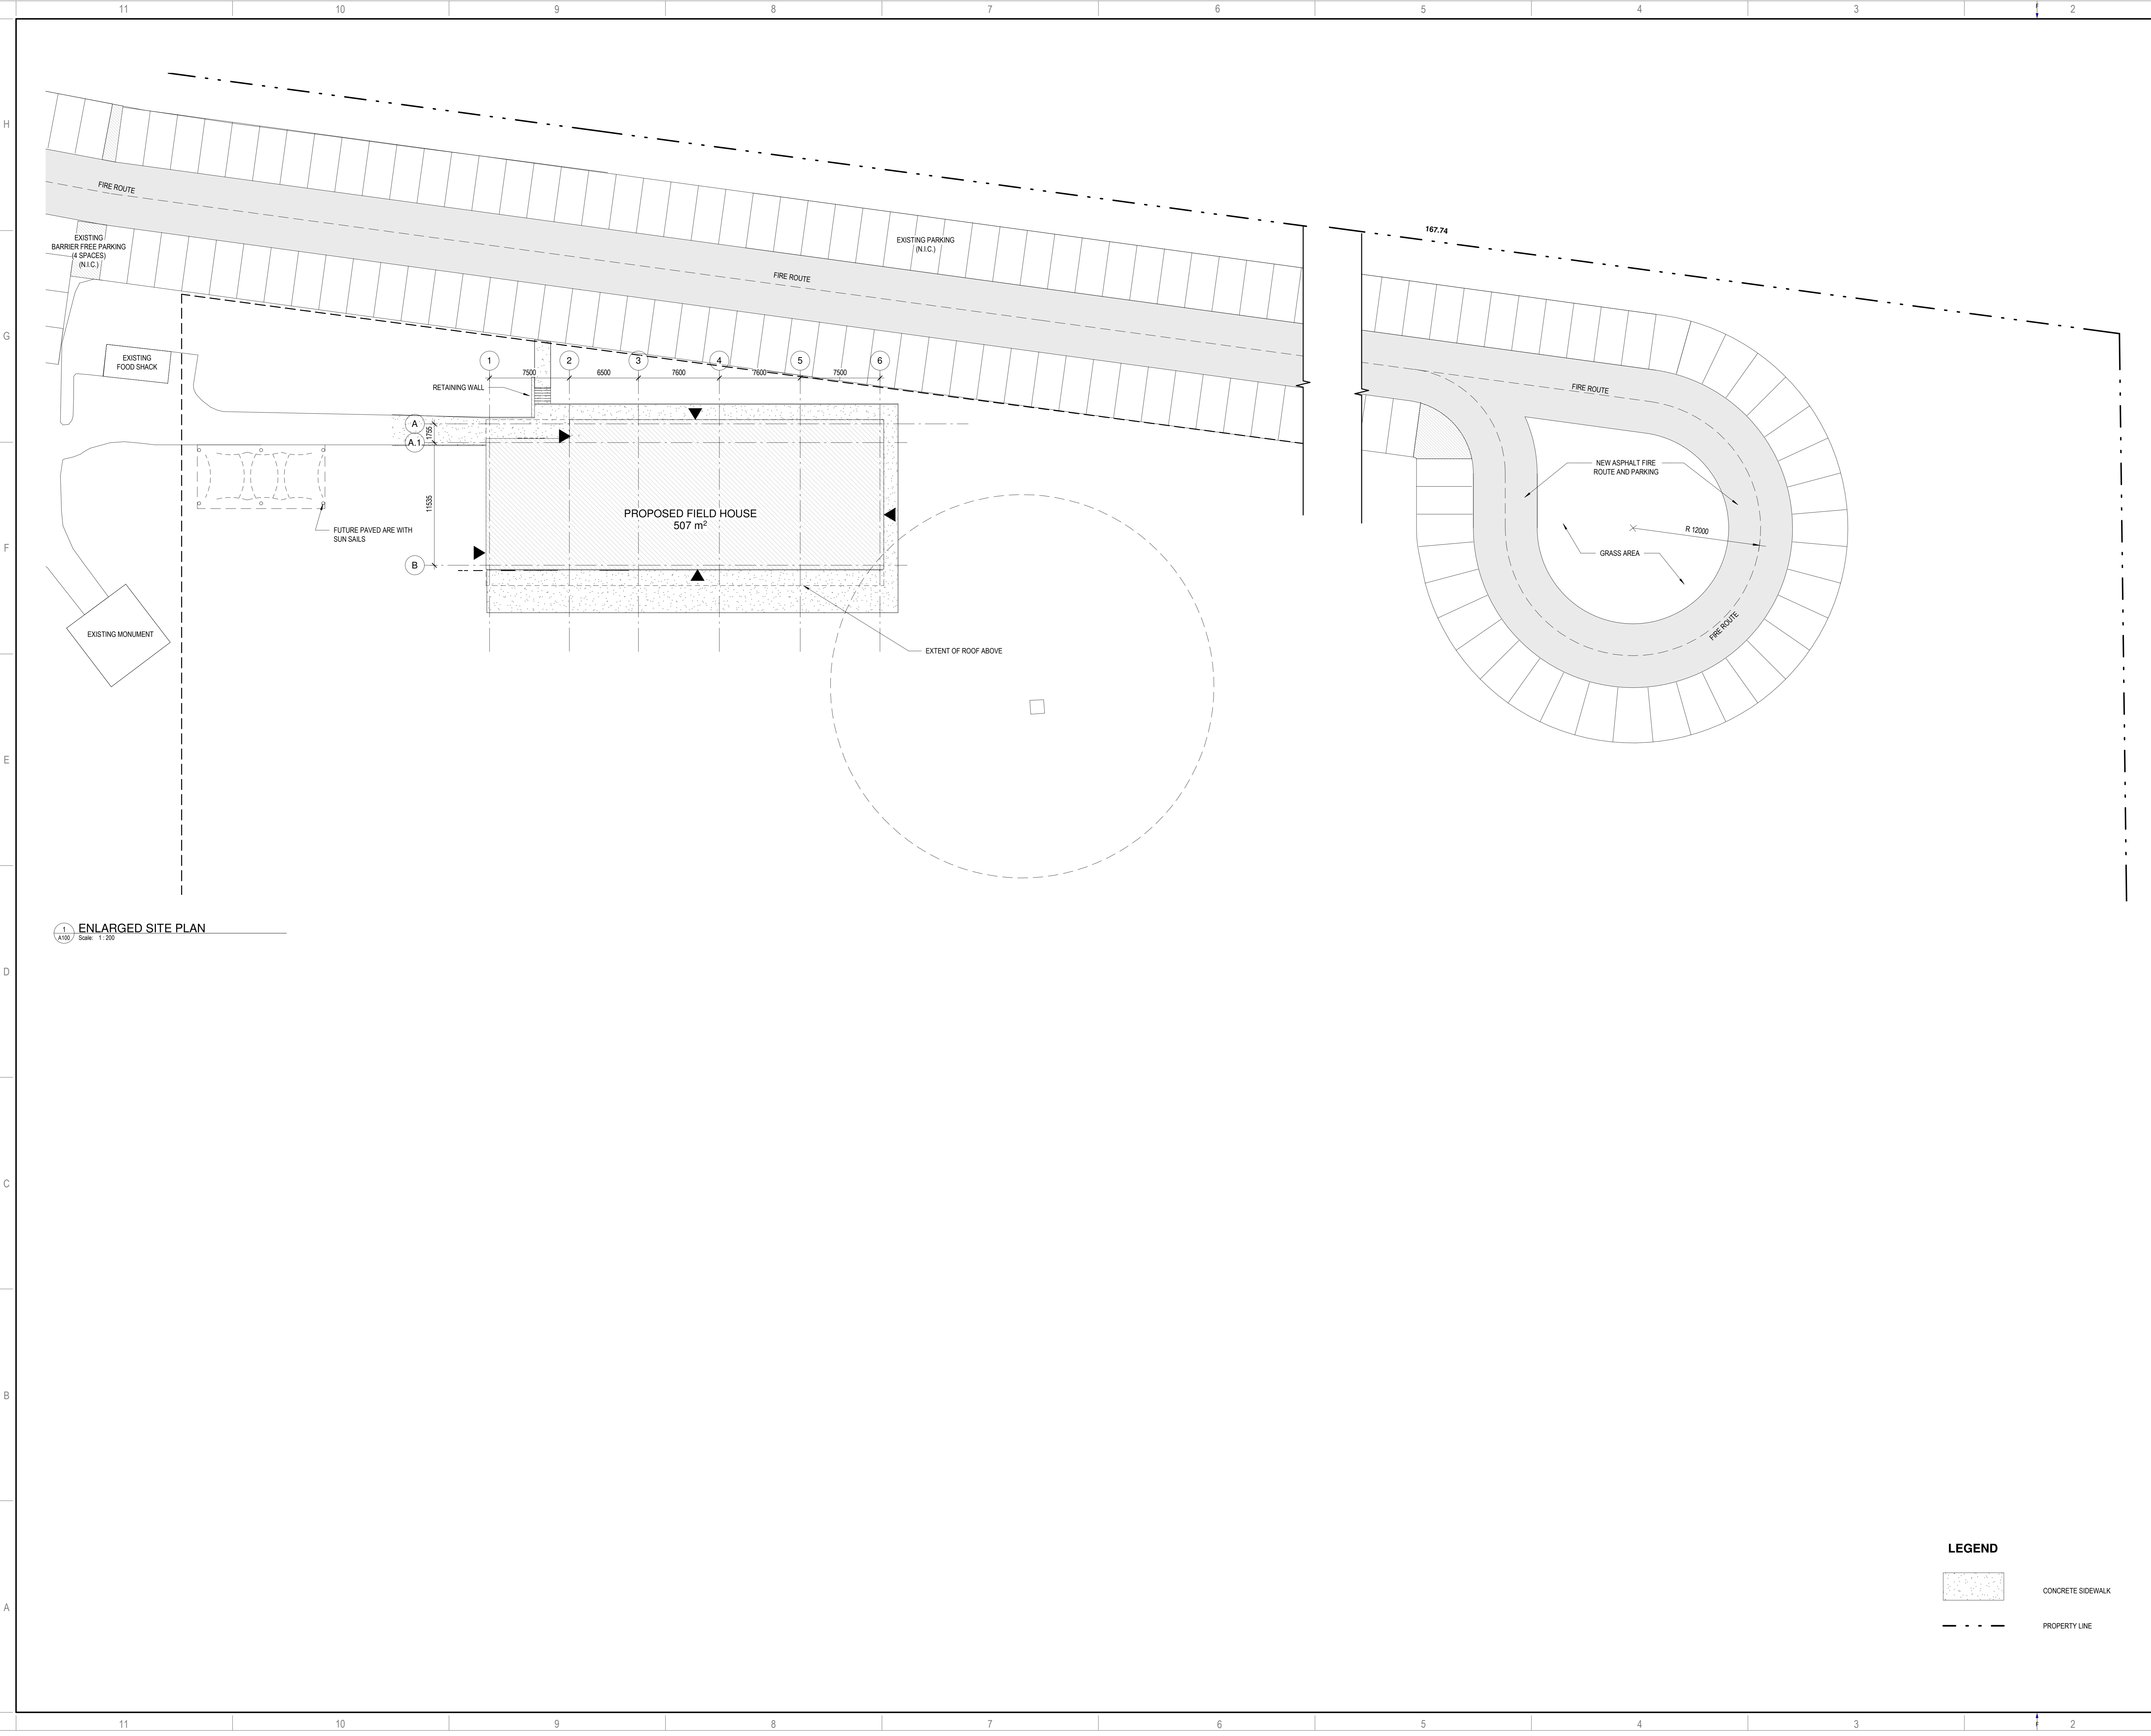 11 10 9 8 7 6 5 4 3 2
F
H
G
F
E
D
C
B
A
167.74
FIRE ROUTE
EXISTING
BARRIER FREE PARKING
(4 SPACES)
(N.I.C.)
EXISTING PARKING
(N.I.C.)
FIRE ROUTE
EXISTING
FOOD SHACK
1 2 3 4 5 6
7500 6500 7600 7600 7500
RETAINING WALL
A
1755
A.1
11535
B
PROPOSED FIELD HOUSE
507 m²
FUTURE PAVED ARE WITH
SUN SAILS
EXISTING MONUMENT
EXTENT OF ROOF ABOVE
FIRE ROUTE
NEW ASPHALT FIRE
ROUTE AND PARKING
R 12000
GRASS AREA
FIRE ROUTE
1
A100
ENLARGED SITE PLAN
Scale: 1 : 200
LEGEND
CONCRETE SIDEWALK
PROPERTY LINE
11 10 9 8 7 6 5 4 3 2
F